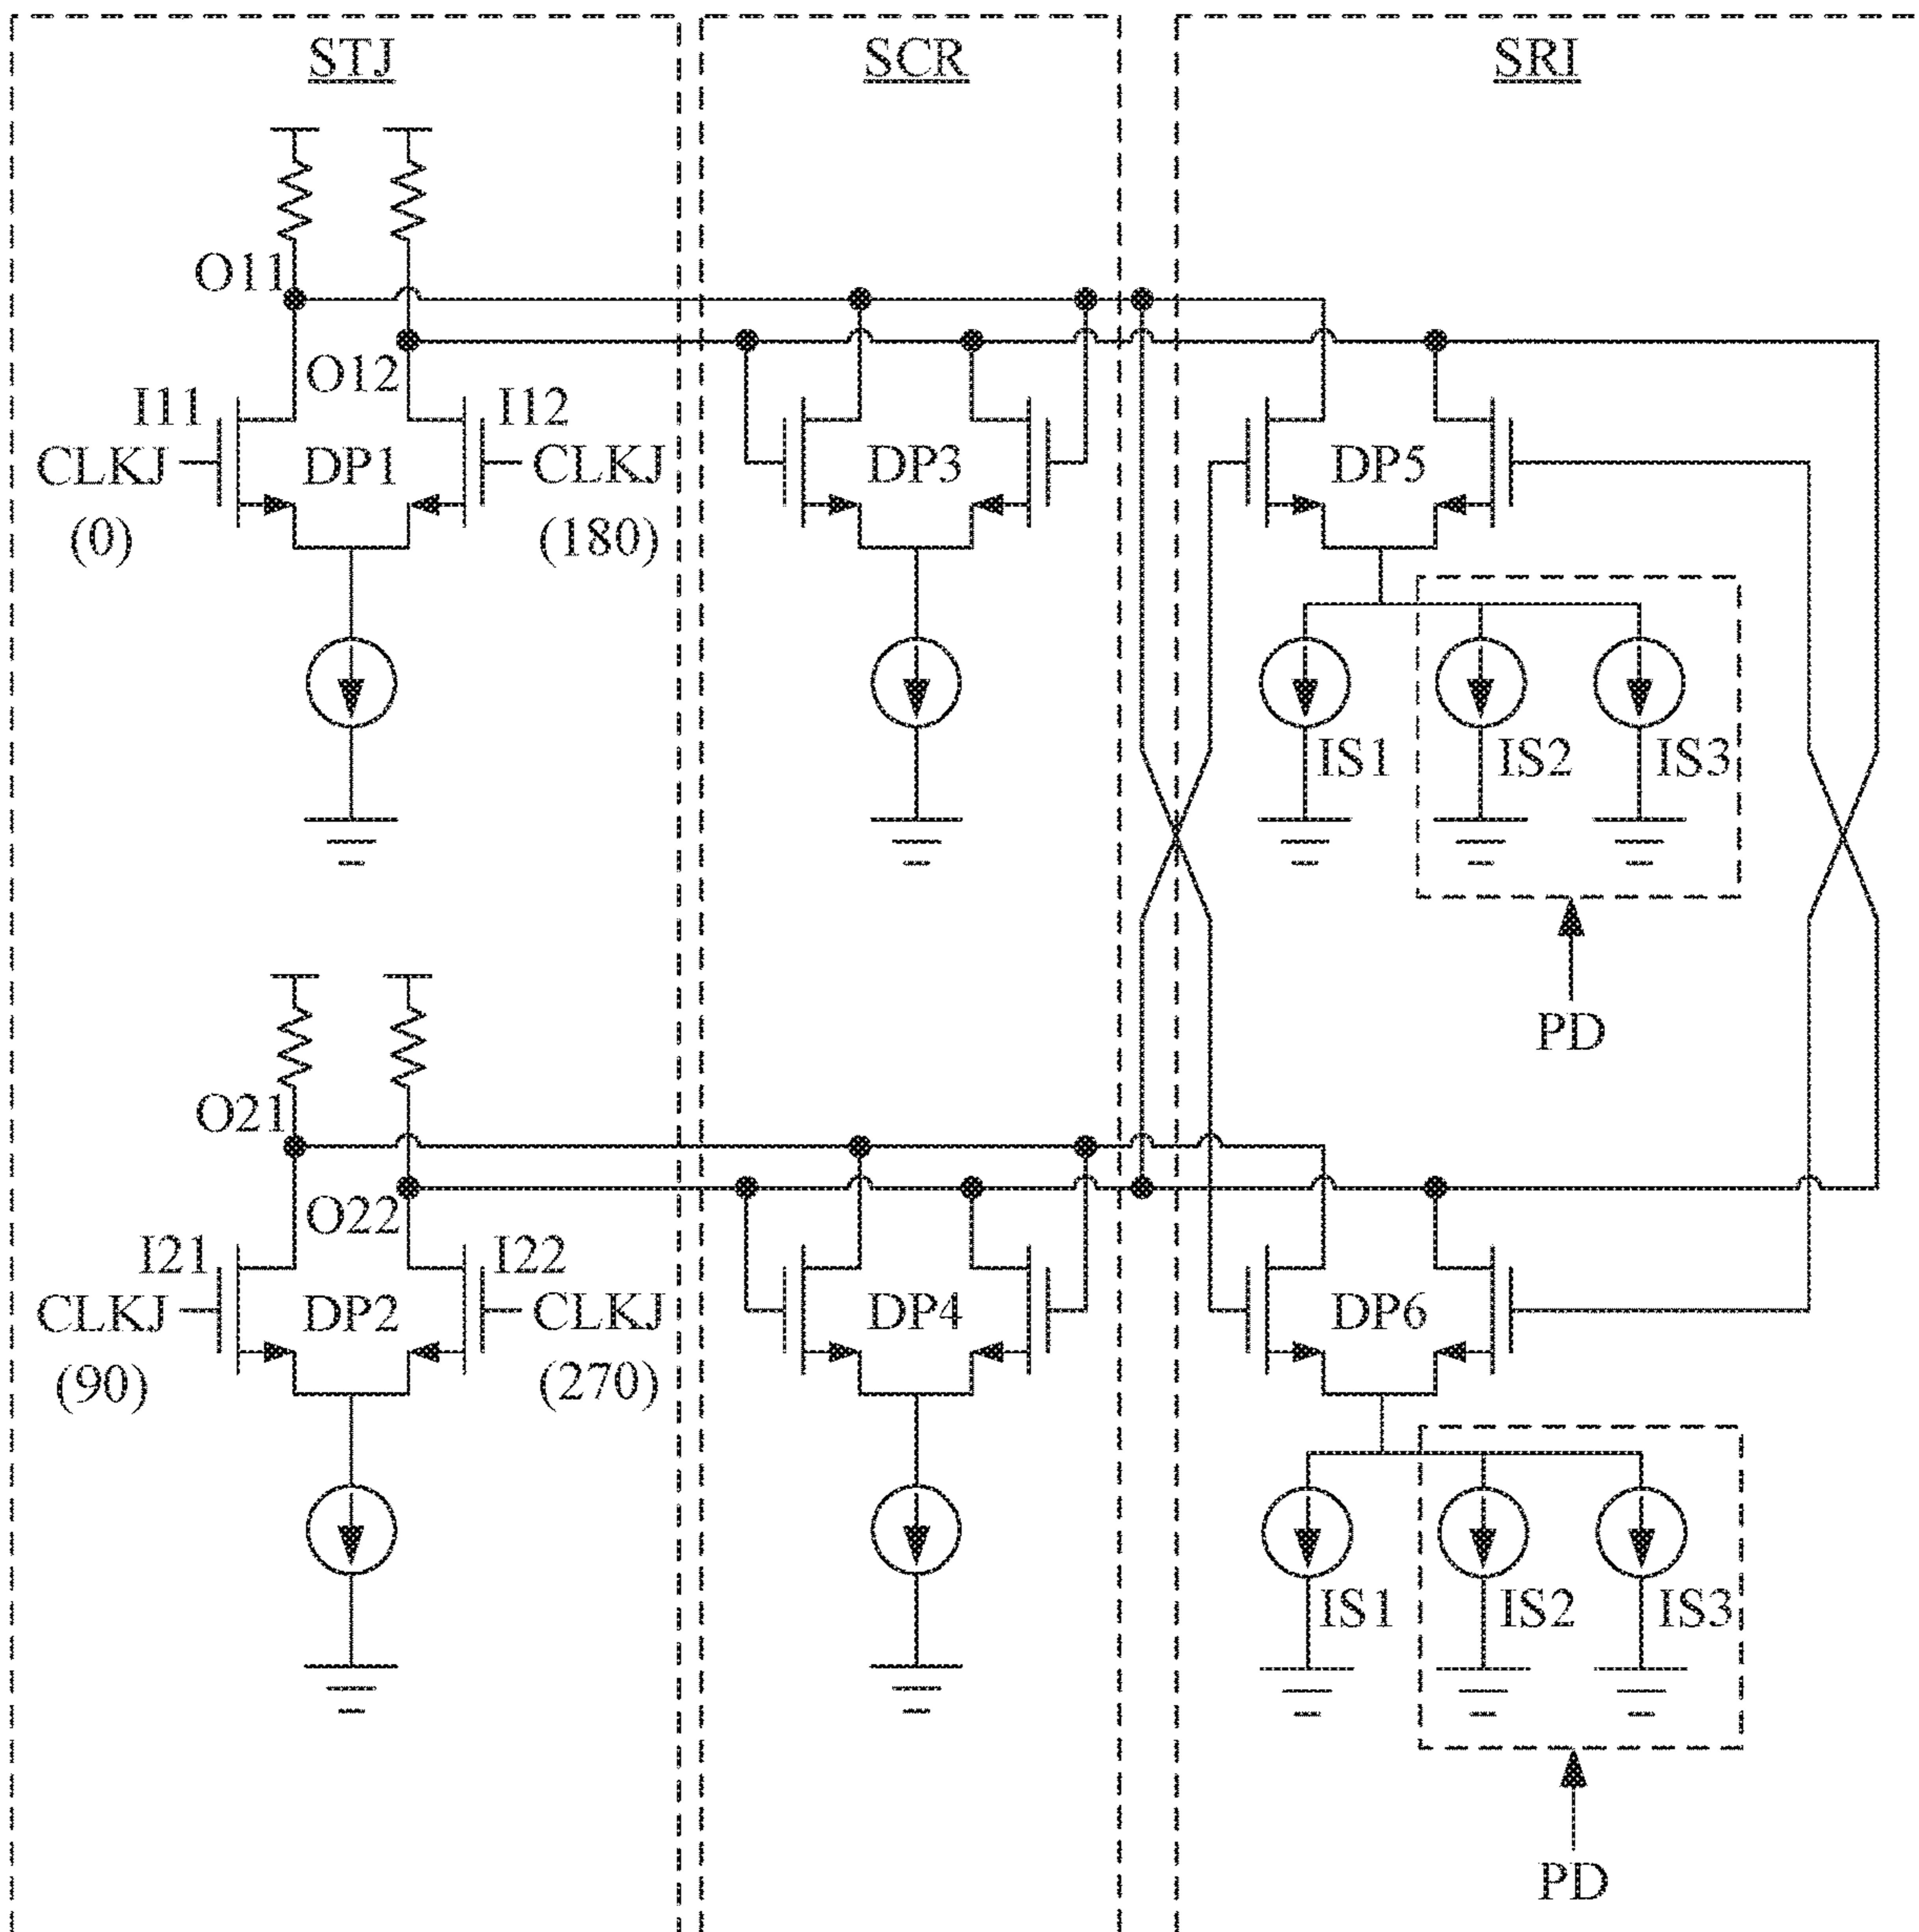 STJ
SCR
SRI
O11
O12
I11
I12
CLKJ
DP1
CLKJ
DP3
DP5
(0)
(180)
IS1
IS2
IS3
PD
O21
O22
I21
I22
CLKJ
DP2
CLKJ
DP4
DP6
(90)
(270)
IS1
IS2
IS3
PD